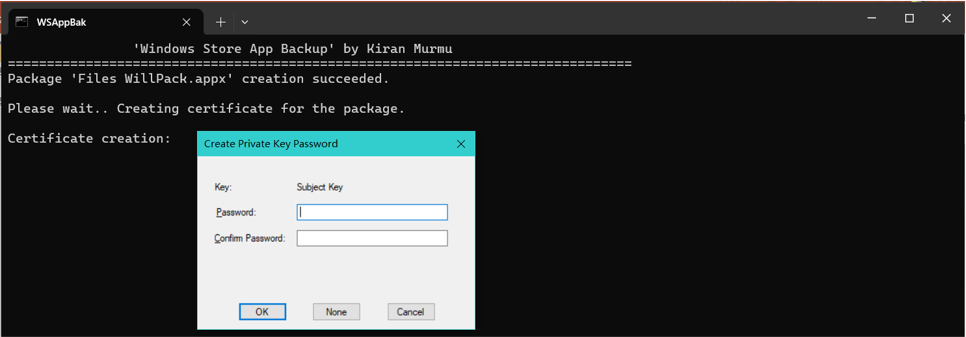 WSAppBak
'Windows Store App Backup' by Kiran Murmu
================================================================================
Package 'Files WillPack.appx' creation succeeded.
Please wait.. Creating certificate for the package.
Certificate creation:
Create Private Key Password
Key: Subject Key
Password:
Confirm Password:
OK None Cancel